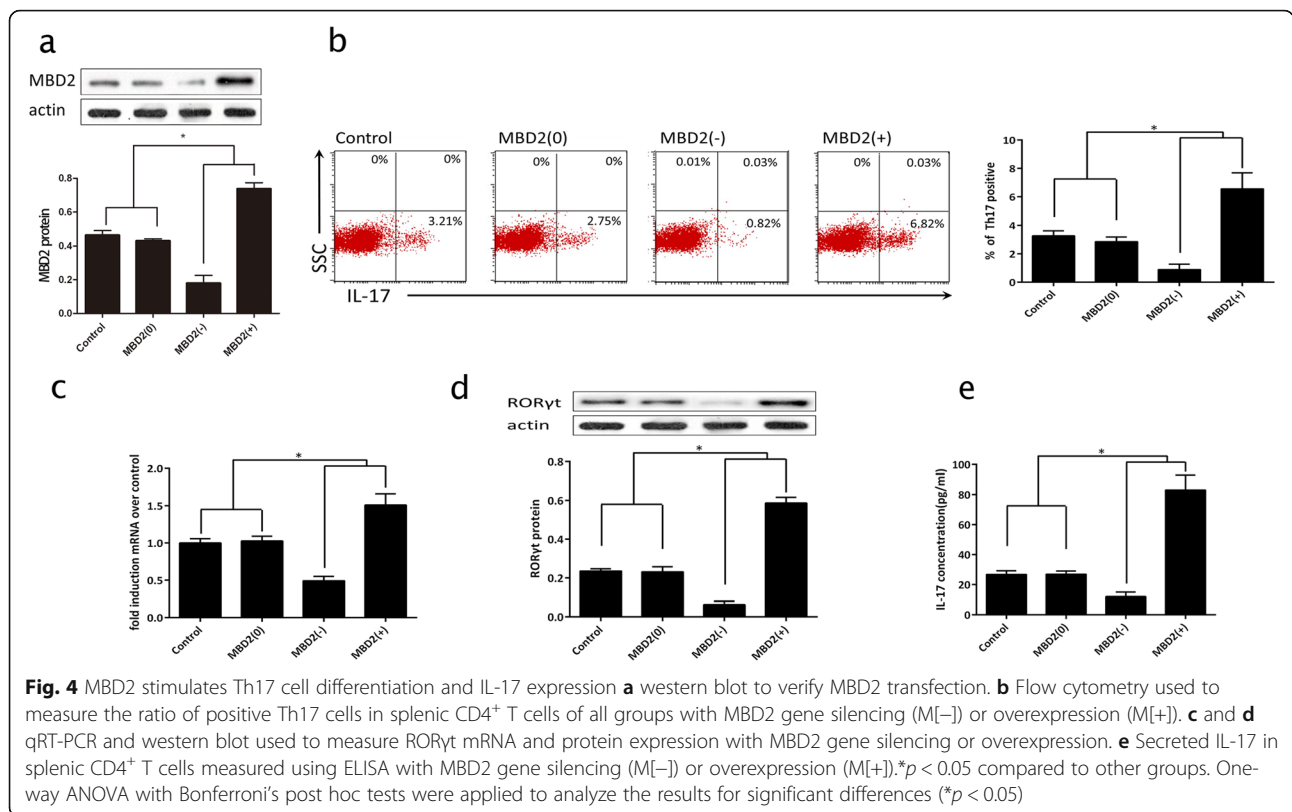 a
MBD2
actin
*
MBD2 protein
0.8
0.6
0.4
0.2
0.0
Control
MBD2(0)
MBD2(-)
MBD2(+)
b
Control
MBD2(0)
MBD2(-)
MBD2(+)
0% 0%
0% 0%
0.01% 0.03%
0% 0.03%
3.21%
2.75%
0.82%
6.82%
SSC
IL-17
*
% of Th17 positive
10
8
6
4
2
0
Control
MBD2(0)
MBD2(-)
MBD2(+)
c
*
fold induction mRNA over control
2.0
1.5
1.0
0.5
0.0
Control
MBD2(0)
MBD2(-)
MBD2(+)
d
RORγt
actin
*
RORγt protein
0.8
0.6
0.4
0.2
0.0
Control
MBD2(0)
MBD2(-)
MBD2(+)
e
*
IL-17 concentration(pg/ml)
100
80
60
40
20
0
Control
MBD2(0)
MBD2(-)
MBD2(+)
Fig. 4 MBD2 stimulates Th17 cell differentiation and IL-17 expression a western blot to verify MBD2 transfection. b Flow cytometry used to
measure the ratio of positive Th17 cells in splenic CD4⁺ T cells of all groups with MBD2 gene silencing (M[−]) or overexpression (M[+]). c and d
qRT-PCR and western blot used to measure RORγt mRNA and protein expression with MBD2 gene silencing or overexpression. e Secreted IL-17 in
splenic CD4⁺ T cells measured using ELISA with MBD2 gene silencing (M[−]) or overexpression (M[+]).*p < 0.05 compared to other groups. One-
way ANOVA with Bonferroni’s post hoc tests were applied to analyze the results for significant differences (*p < 0.05)